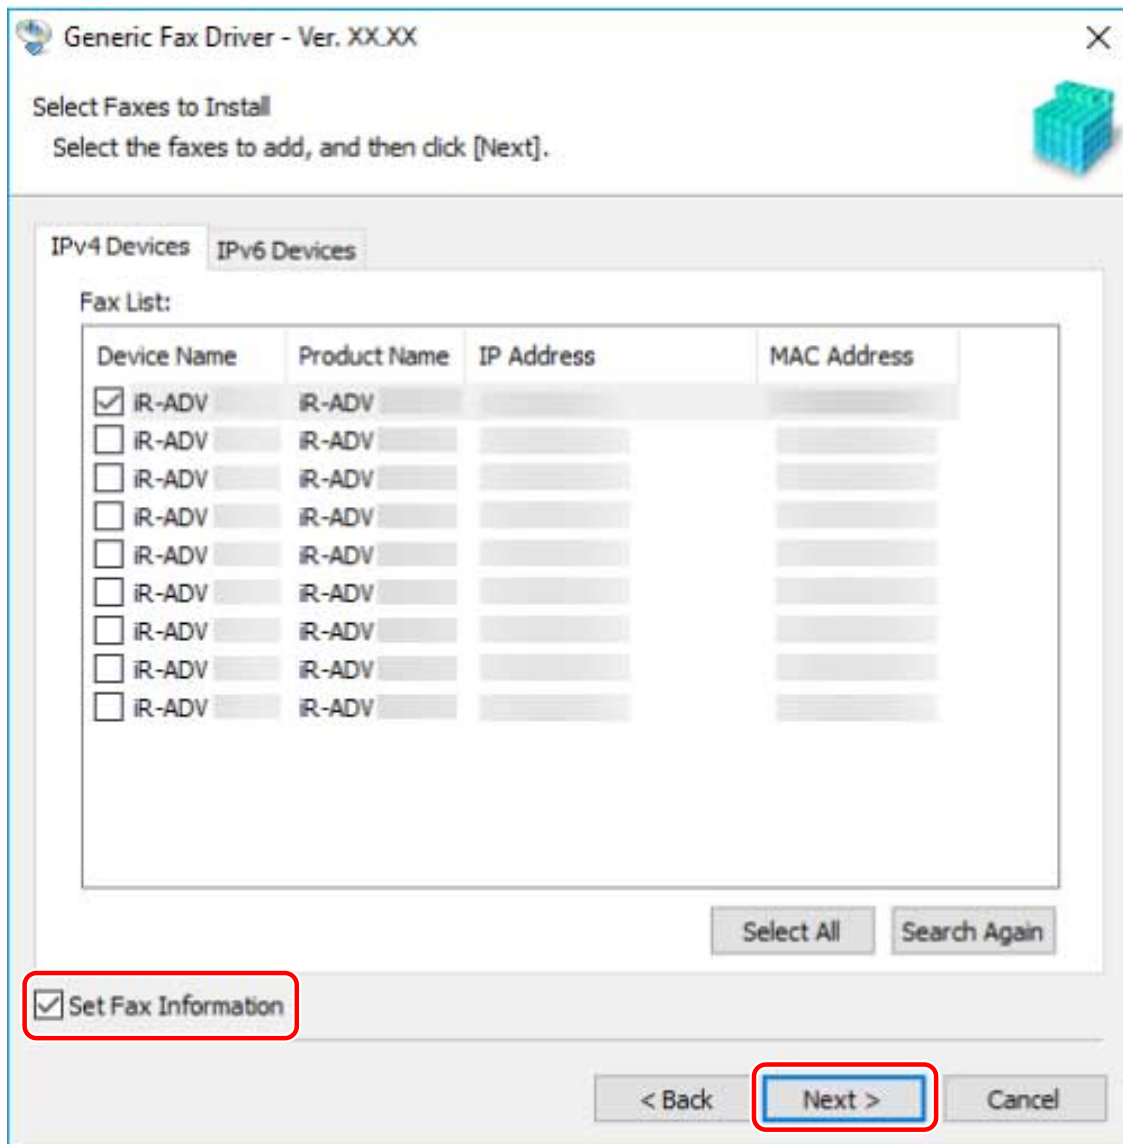 Generic Fax Driver - Ver. XX.XX
Select Faxes to Install
Select the faxes to add, and then click [Next].
IPv4 Devices IPv6 Devices
Fax List:
Device Name Product Name IP Address MAC Address
iR-ADV iR-ADV
iR-ADV iR-ADV
iR-ADV iR-ADV
iR-ADV iR-ADV
iR-ADV iR-ADV
iR-ADV iR-ADV
iR-ADV iR-ADV
iR-ADV iR-ADV
iR-ADV iR-ADV
Select All Search Again
Set Fax Information
< Back Next > Cancel